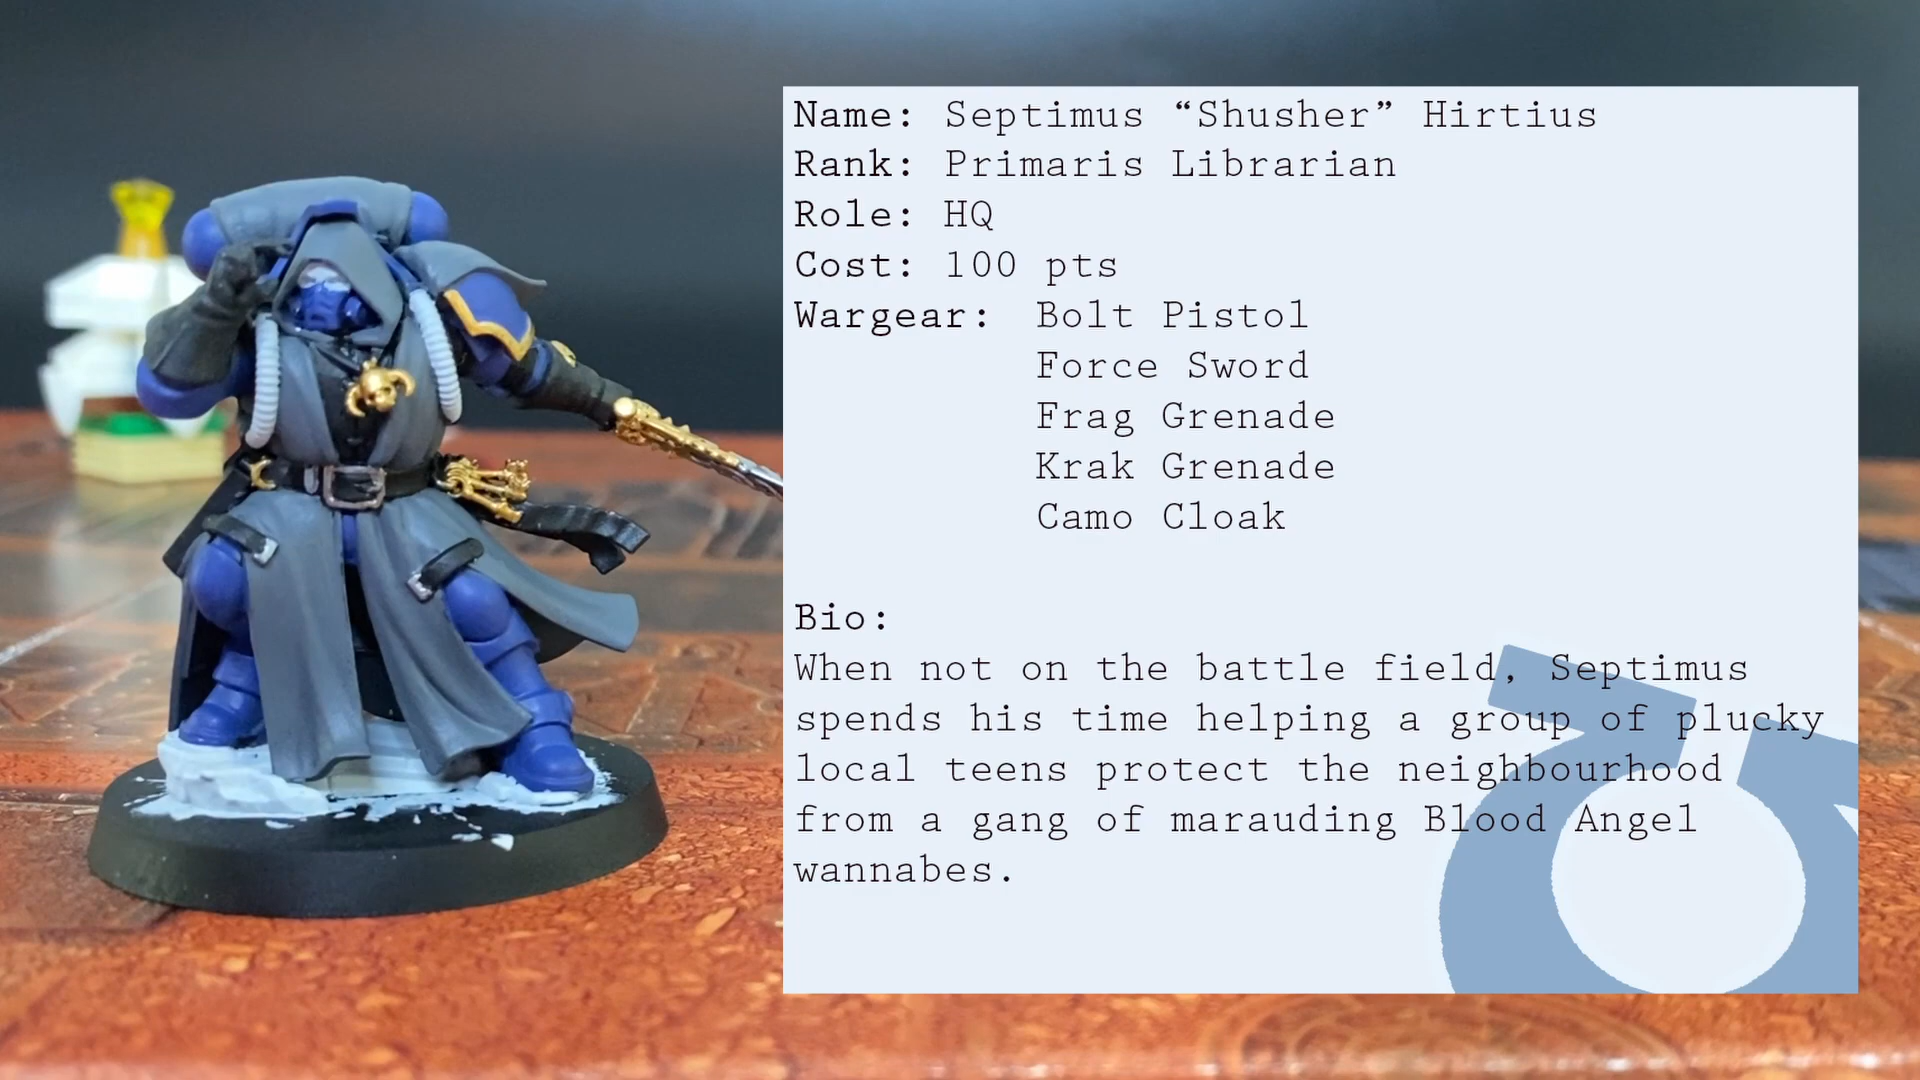 Name: Septimus “Shusher” Hirtius
Rank: Primaris Librarian
Role: HQ
Cost: 100 pts
Wargear: Bolt Pistol
Force Sword
Frag Grenade
Krak Grenade
Camo Cloak
Bio:
When not on the battle field, Septimus
spends his time helping a group of plucky
local teens protect the neighbourhood
from a gang of marauding Blood Angel
wannabes.